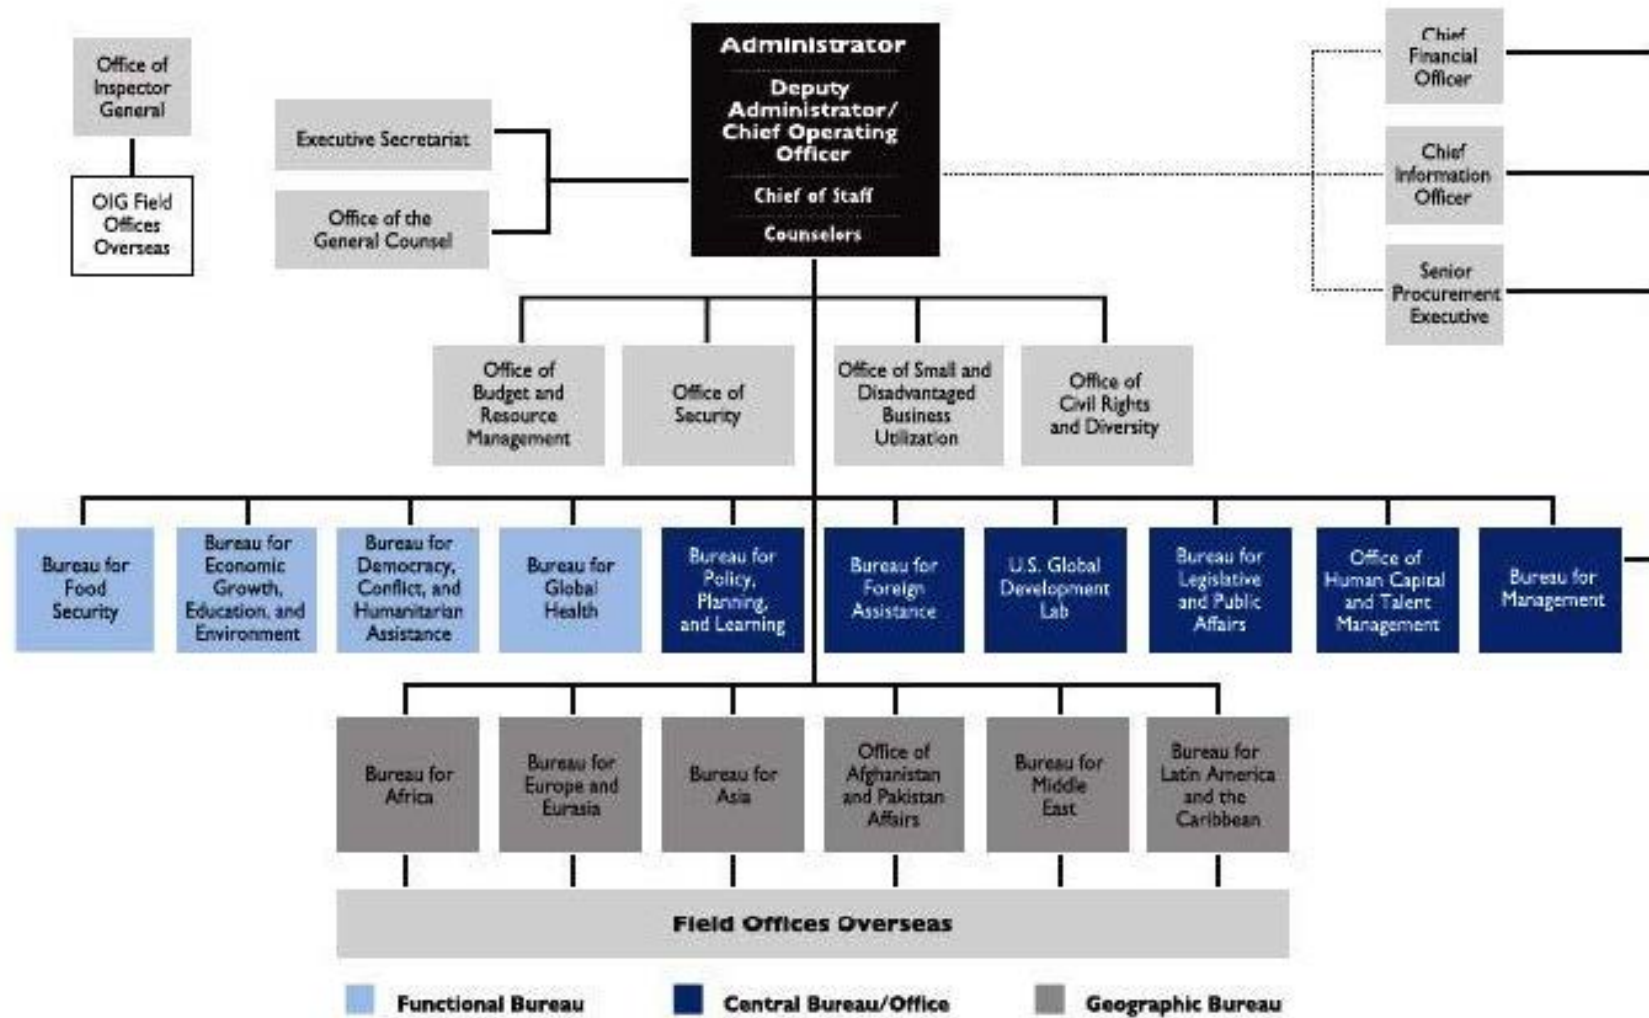 Office of
Inspector
General
OIG Field
Offices
Overseas
Executive Secretariat
Office of the
General Counsel
Administrator
Deputy
Administrator/
Chief Operating
Officer
Chief of Staff
Counselors
Chief
Financial
Officer
Chief
Information
Officer
Senior
Procurement
Executive
Office of
Budget and
Resource
Management
Office of
Security
Office of Small and
Disadvantaged
Business
Utilization
Office of
Civil Rights
and Diversity
Bureau for
Food
Security
Bureau for
Economic
Growth,
Education, and
Environment
Bureau for
Democracy,
Conflict, and
Humanitarian
Assistance
Bureau for
Global
Health
Bureau for
Policy,
Planning,
and Learning
Bureau for
Foreign
Assistance
U.S. Global
Development
Lab
Bureau for
Legislative
and Public
Affairs
Office of
Human Capital
and Talent
Management
Bureau for
Management
Bureau for
Africa
Bureau for
Europe and
Eurasia
Bureau for
Asia
Office of
Afghanistan
and Pakistan
Affairs
Bureau for
Middle
East
Bureau for
Latin America
and the
Caribbean
Field Offices Overseas
Functional Bureau
Central Bureau/Office
Geographic Bureau